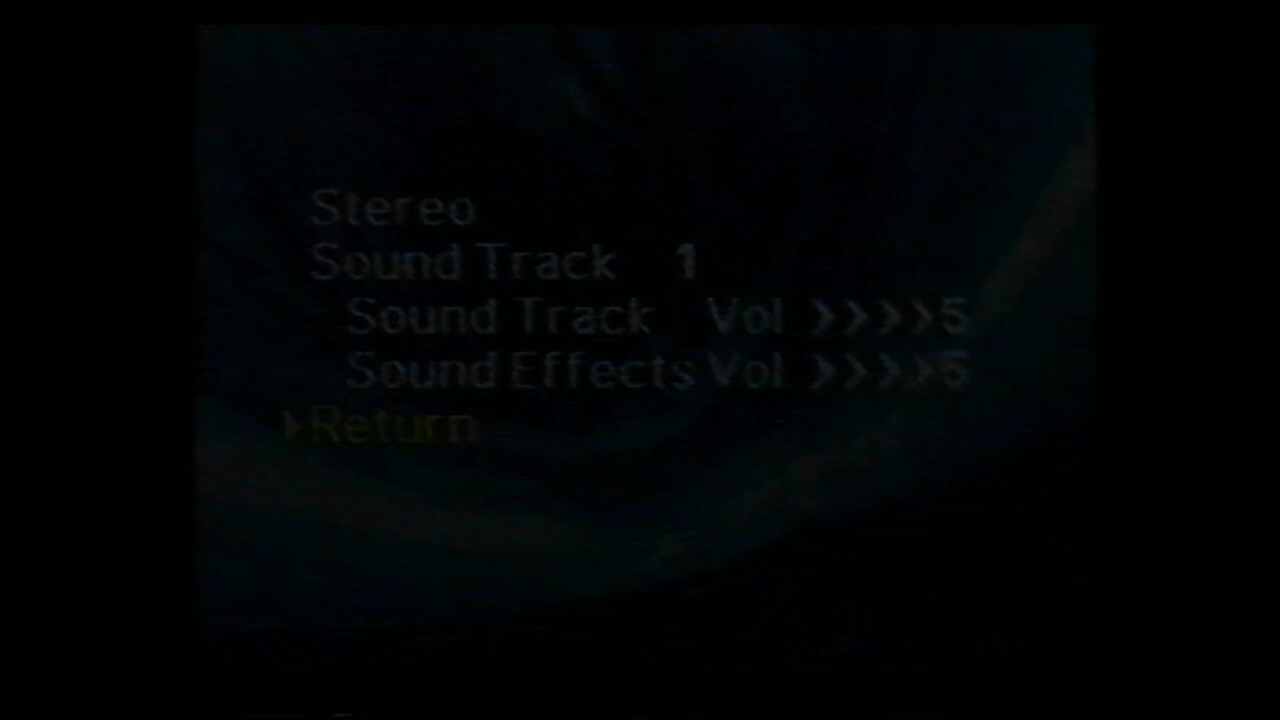 Stereo
Sound Track 1
Sound Track Vol >>>>5
Sound Effects Vol >>>>5
▶Return